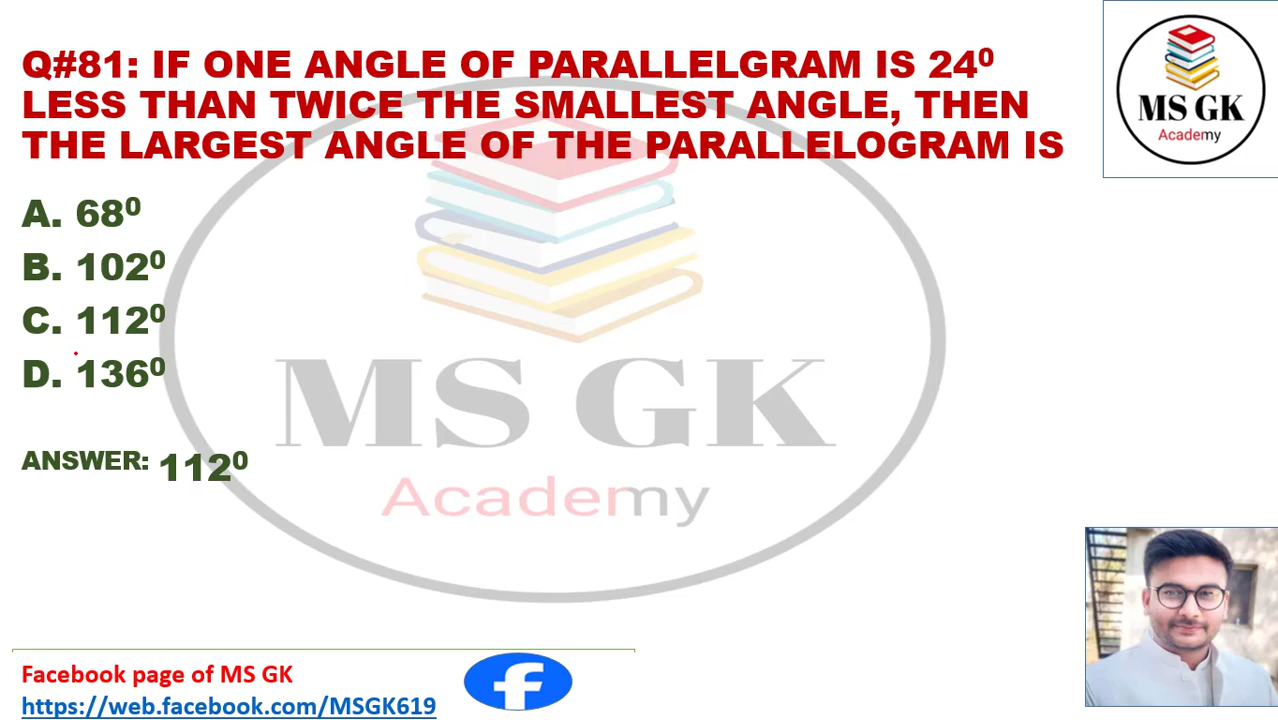 Q#81: IF ONE ANGLE OF PARALLELGRAM IS 24⁰
LESS THAN TWICE THE SMALLEST ANGLE, THEN
THE LARGEST ANGLE OF THE PARALLELOGRAM IS
MS GK
Academy
A. 68⁰
B. 102⁰
C. 112⁰
D. 136⁰
ANSWER: 112⁰
MS GK
Academy
Facebook page of MS GK
https://web.facebook.com/MSGK619